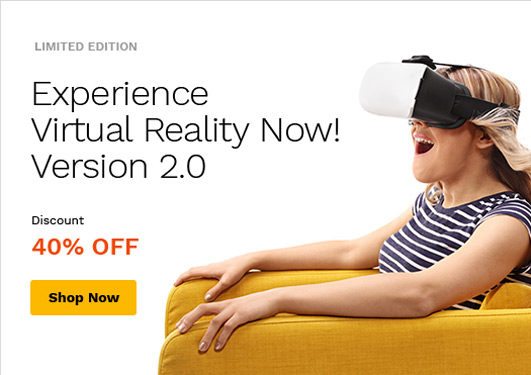 LIMITED EDITION
Experience
Virtual Reality Now!
Version 2.0
Discount
40% OFF
Shop Now